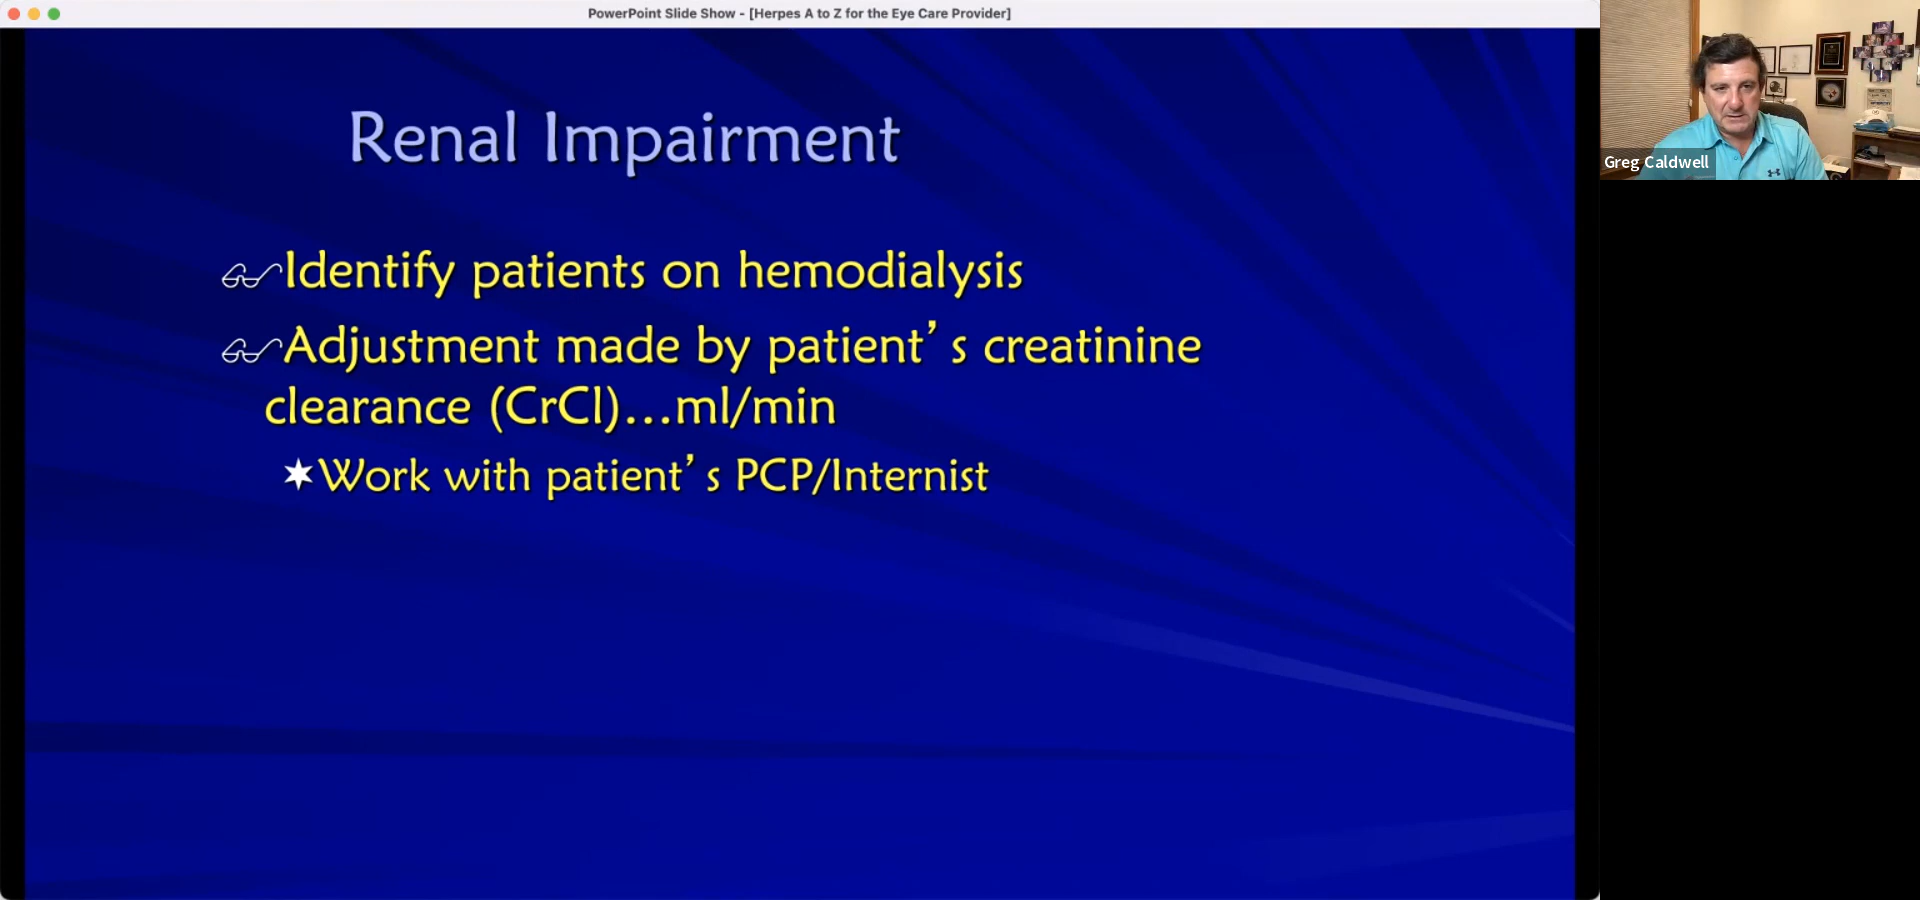 PowerPoint Slide Show - [Herpes A to Z for the Eye Care Provider]
Renal Impairment
Identify patients on hemodialysis
Adjustment made by patient’s creatinine
clearance (CrCl)…ml/min
Work with patient’s PCP/Internist
Greg Caldwell